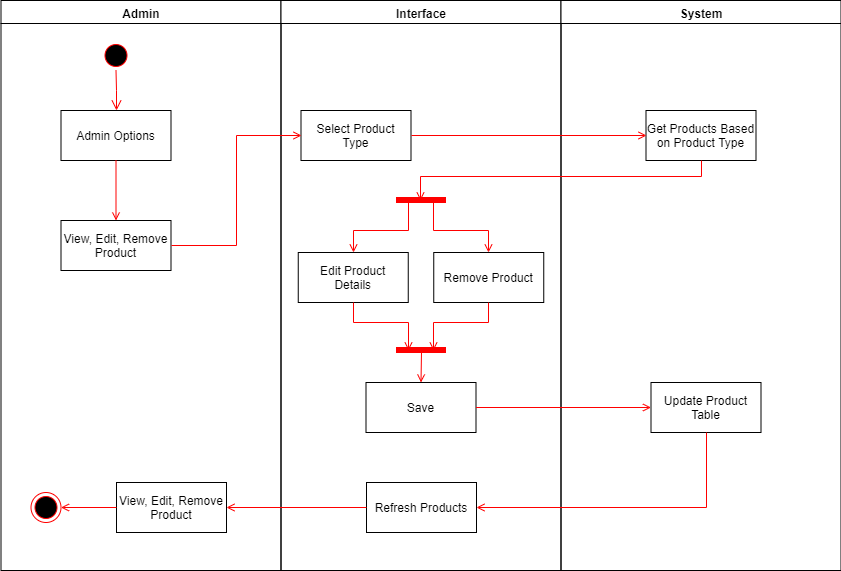 Admin
Interface
System
Admin Options
Select Product
Type
Get Products Based
on Product Type
View, Edit, Remove
Product
Edit Product
Details
Remove Product
Save
Update Product
Table
View, Edit, Remove
Product
Refresh Products